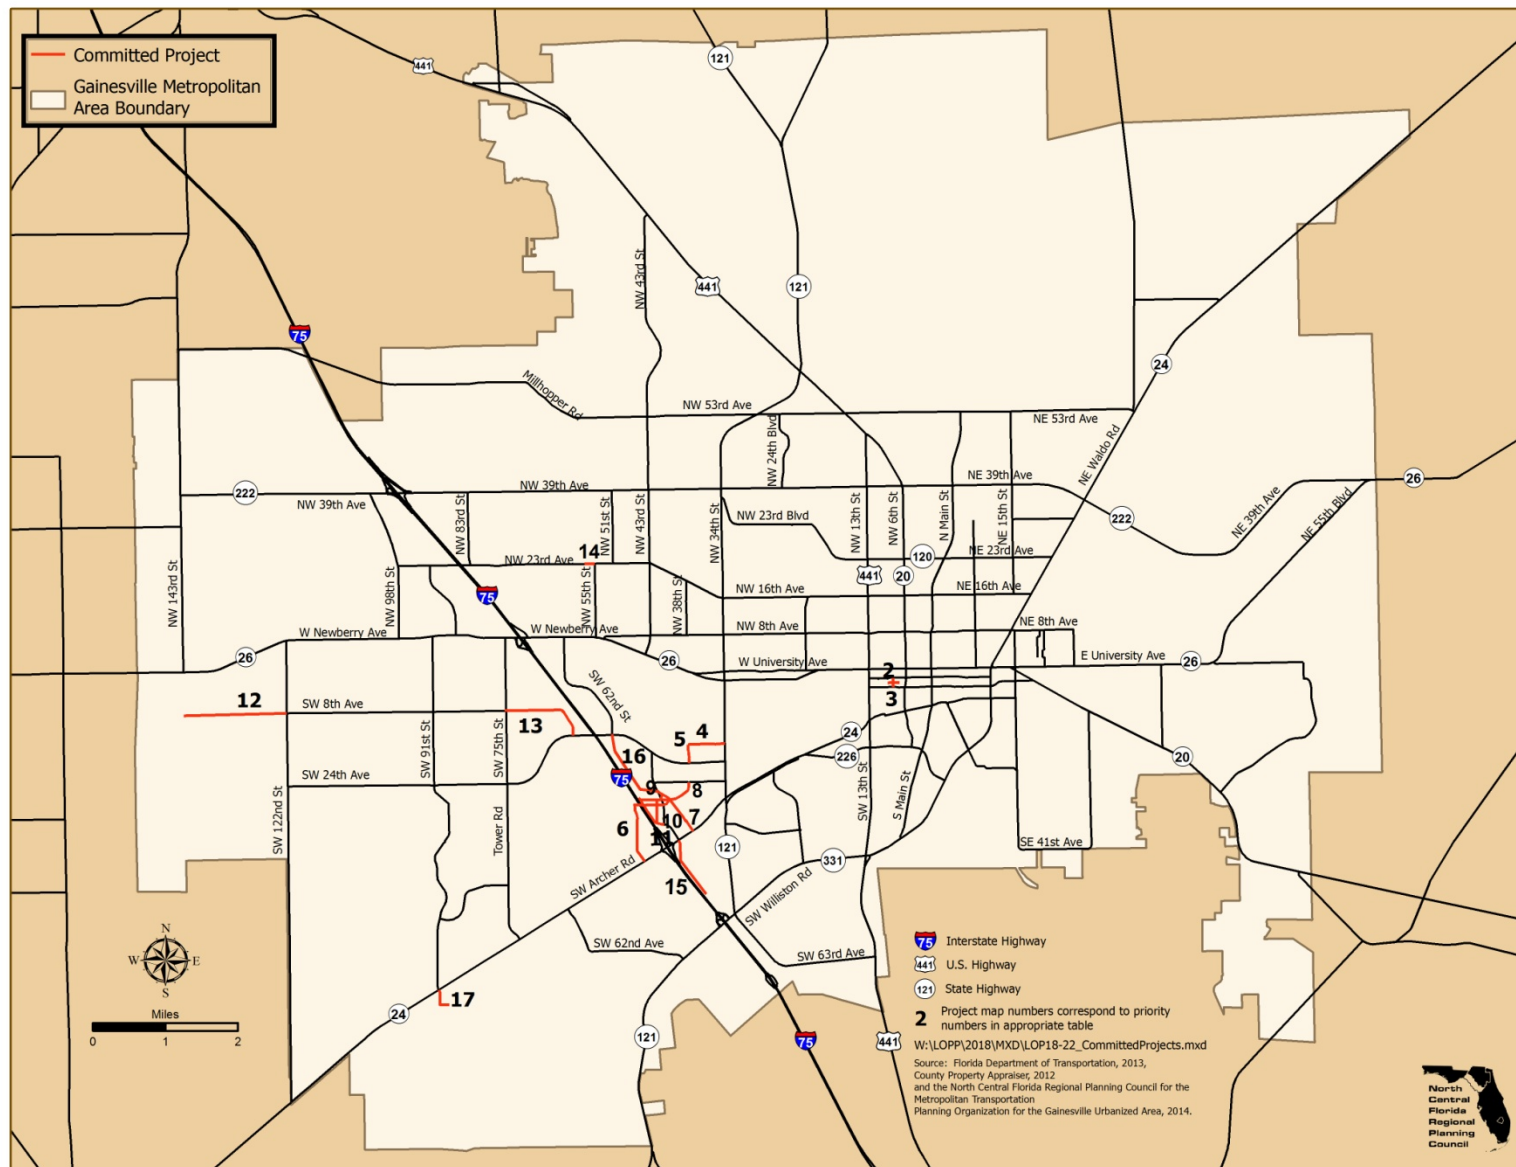 Committed Project
Gainesville Metropolitan
Area Boundary
441
121
75
NW 43rd St
441
121
24
Millhopper Rd
NW 53rd Ave
NE 53rd Ave
NW 24th Blvd
NE Waldo Rd
222
NW 39th Ave
NW 39th Ave
NE 39th Ave
26
NW 83rd St
NW 51st St
NW 43rd St
NW 34th St
NW 23rd Blvd
NW 13th St
NW 6th St
N Main St
NE 15th St
222
NE 39th Ave
NE 55th Blvd
NW 143rd St
NW 98th St
14
NW 23rd Ave
120
NE 23rd Ave
75
NW 55th St
NW 38th St
NW 16th Ave
441
20
NE 16th Ave
W Newberry Ave
W Newberry Ave
NW 8th Ave
NE 8th Ave
26
26
W University Ave
E University Ave
26
2
3
12
SW 8th Ave
13
SW 62nd St
SW 91st St
SW 75th St
5
4
16
24
226
20
SW 24th Ave
75
9
8
SW 13th St
S Main St
SW 122nd St
Tower Rd
6
10
7
11
121
331
SE 41st Ave
SW Archer Rd
15
SW Williston Rd
SW 62nd Ave
SW 63rd Ave
N
W
E
S
17
24
Miles
0 1 2
121
75
441
75 Interstate Highway
441 U.S. Highway
121 State Highway
2 Project map numbers correspond to priority
numbers in appropriate table
W:\LOPP\2018\MXD\LOP18-22_CommittedProjects.mxd
Source: Florida Department of Transportation, 2013,
County Property Appraiser, 2012
and the North Central Florida Regional Planning Council for the
Metropolitan Transportation
Planning Organization for the Gainesville Urbanized Area, 2014.
North
Central
Florida
Regional
Planning
Council